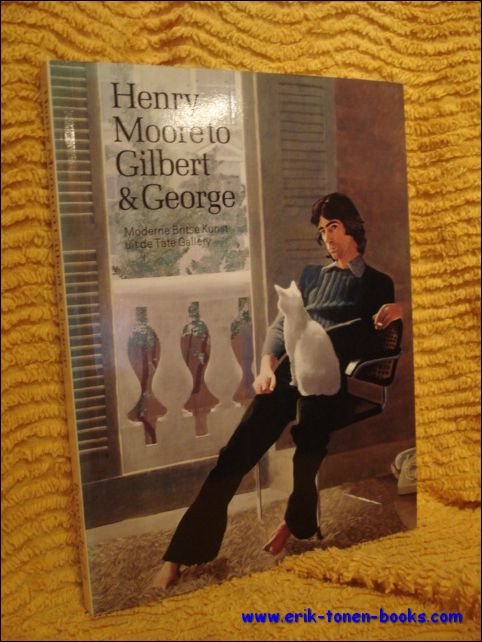 Henry
Moore to
Gilbert
& George
Moderne Britse Kunst
uit de Tate Gallery
www.erik-tonen-books.com